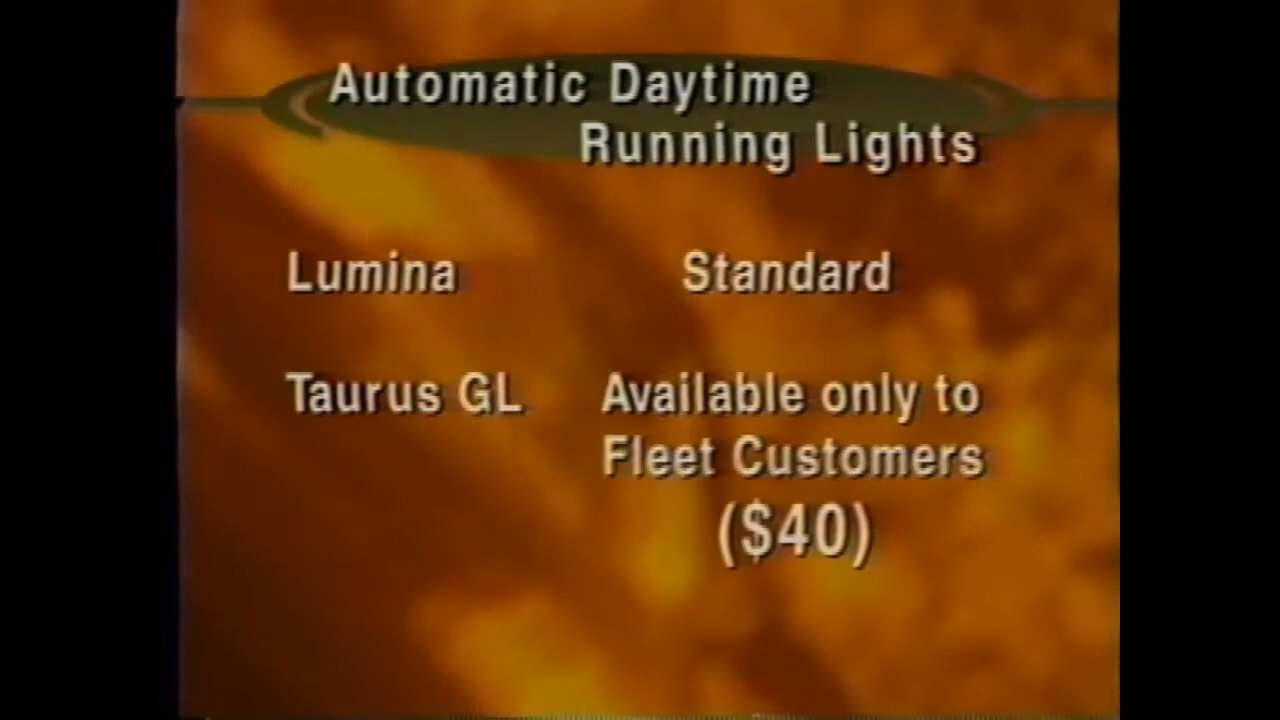 Automatic Daytime
Running Lights
Lumina Standard
Taurus GL Available only to
Fleet Customers
($40)